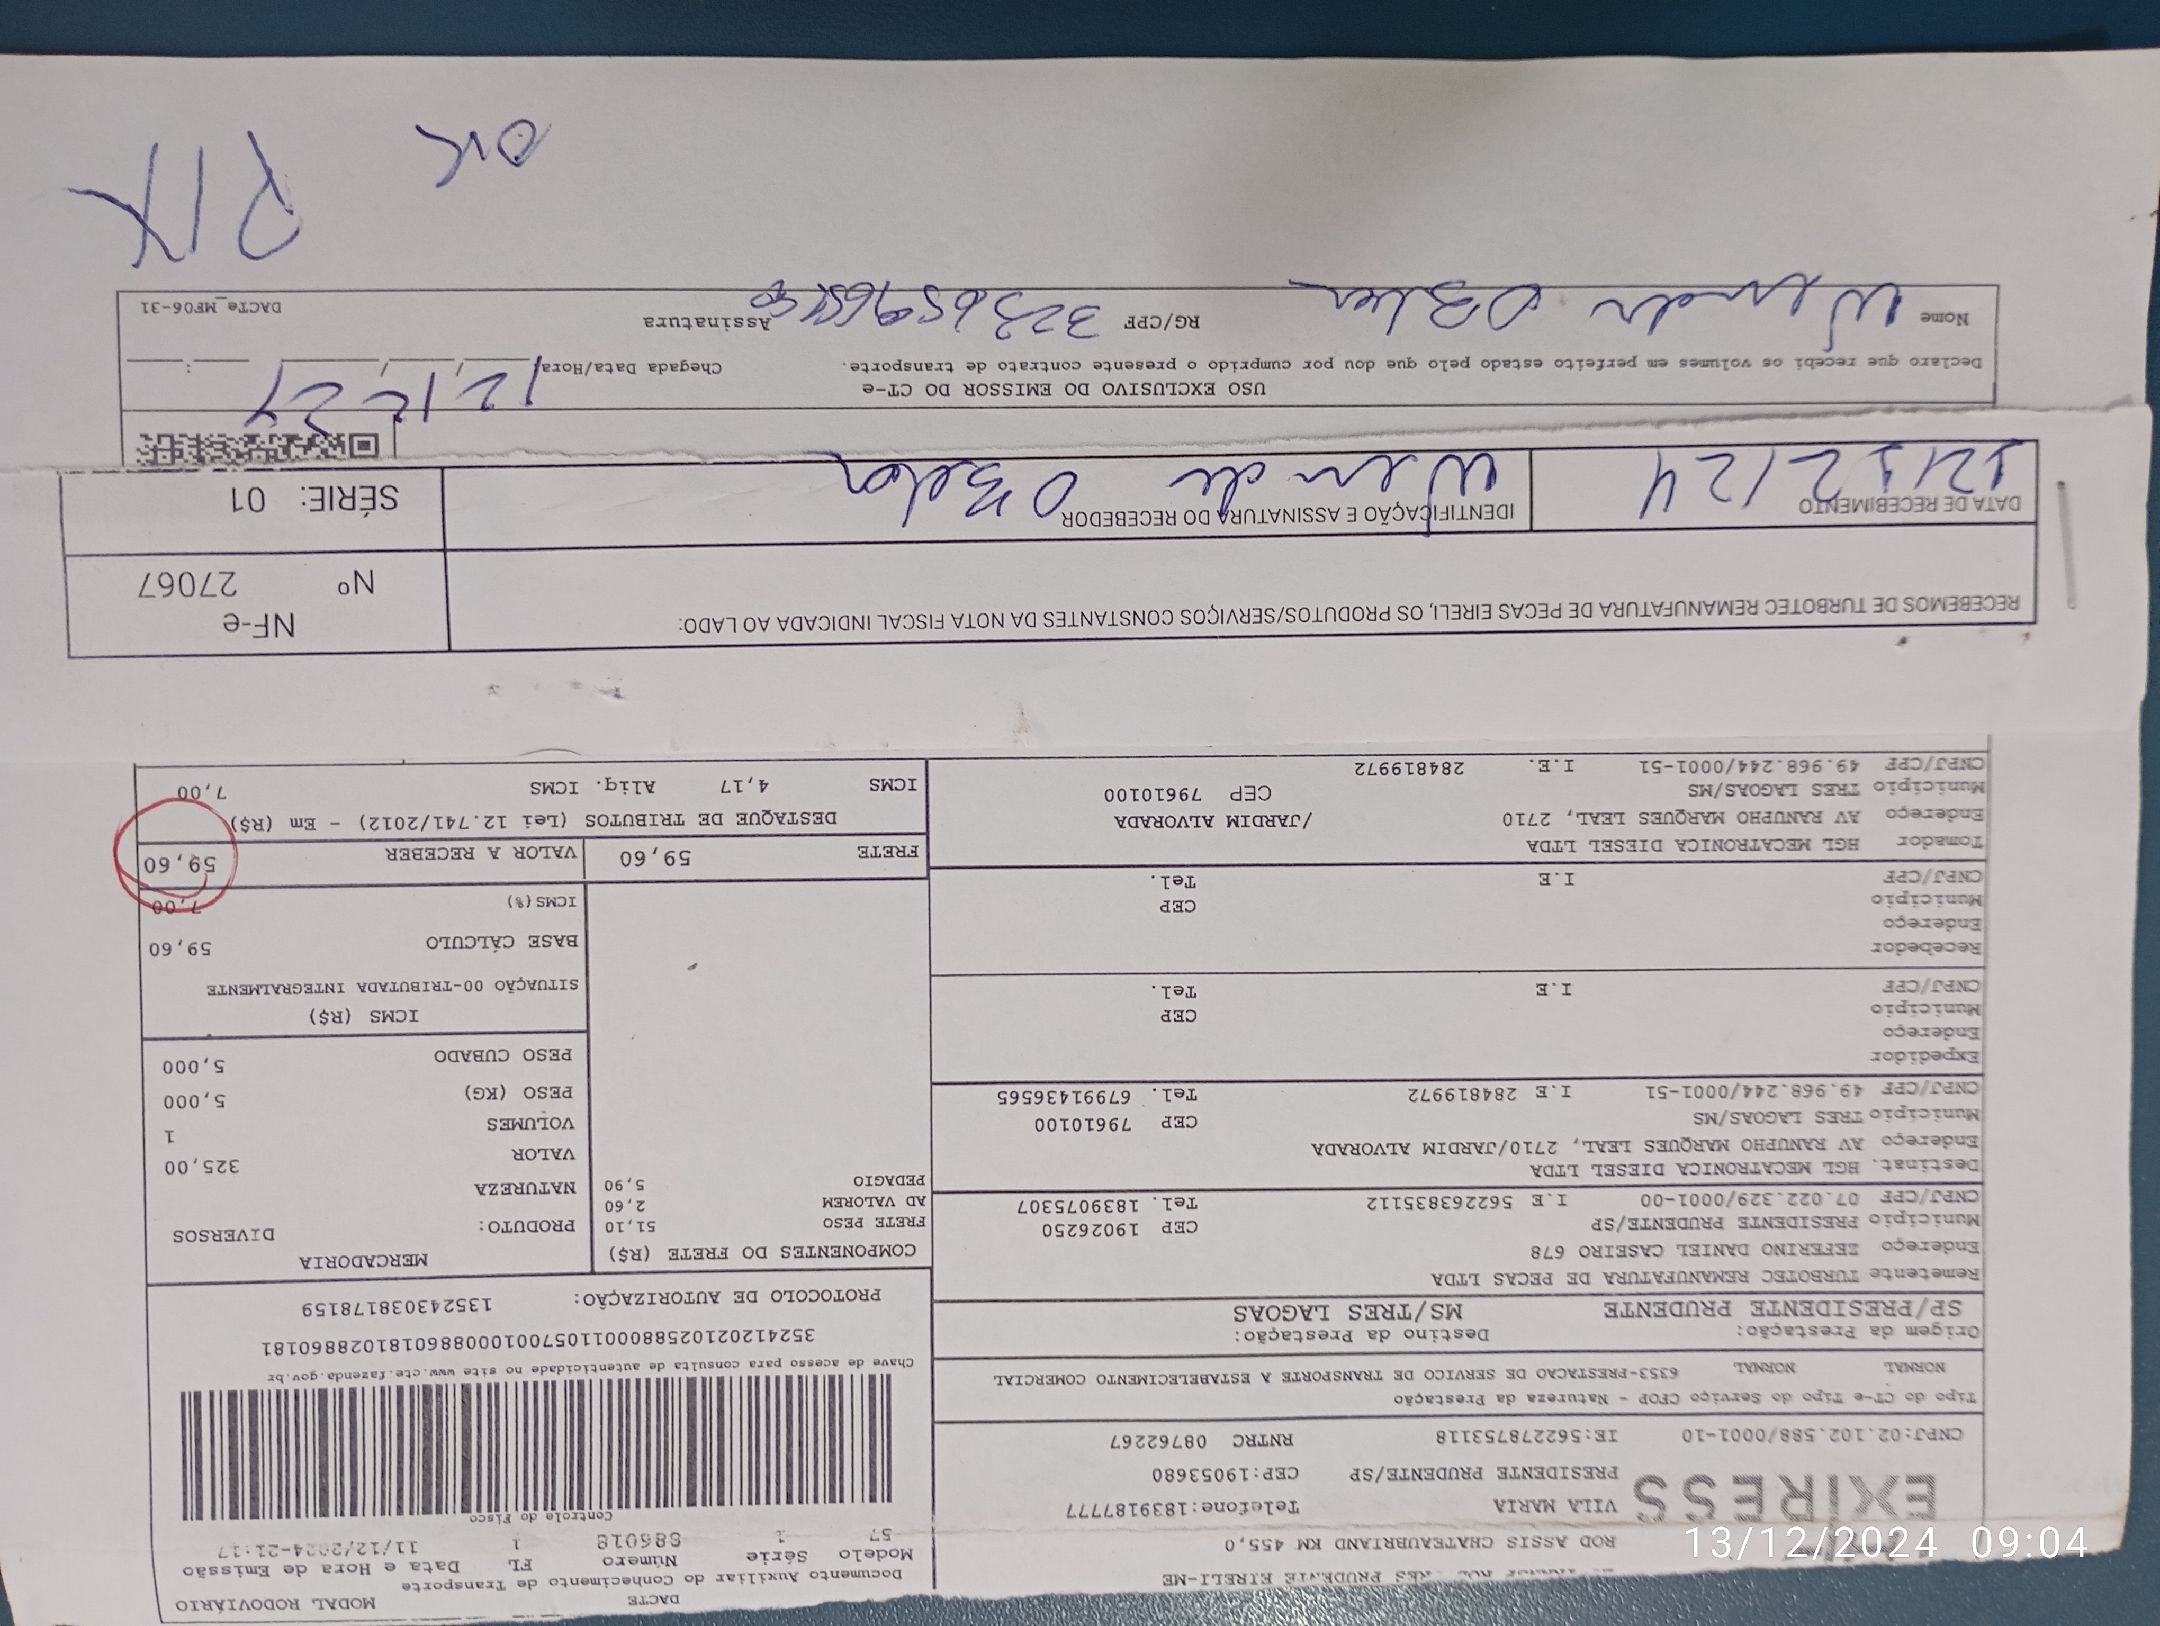 DACTE
MODAL RODOVIÁRIO
Documento Auxiliar do Conhecimento de Transporte
Modelo Série Número FL Data e Hora de Emissão
57 1 886018 1 11/12/2024-21:17
Controle do Fisco
RES PRUDENTE EIRELI-ME
ROD ASSIS CHATEAUBRIAND KM 455,0
VILA MARIA Telefone:1839187777
PRESIDENTE PRUDENTE/SP CEP:19053680
CNPJ:02.102.588/0001-10 IE:562278753118 RNTRC 08762267
Tipo do CT-e Tipo do Serviço CFOP - Natureza da Prestação
NORMAL NORMAL 6353-PRESTACAO DE SERVICO DE TRANSPORTE A ESTABELECIMENTO COMERCIAL
Chave de acesso para consulta de autenticidade no site www.cte.fazenda.gov.br
35241202102588000110570010008860181028860181
PROTOCOLO DE AUTORIZAÇÃO: 135243038178159
Origem da Prestação: Destino da Prestação:
SP/PRESIDENTE PRUDENTE MS/TRES LAGOAS
Remetente TURBOTEC REMANUFATURA DE PECAS LTDA
Endereço ZEFERINO DANIEL CASEIRO 678
Municipio PRESIDENTE PRUDENTE/SP CEP 19026250
CNPJ/CPF 07.022.329/0001-00 I.E 562263835112 Tel. 1839075307
Destinat. HGL MECATRONICA DIESEL LTDA
Endereço AV RANUPHO MARQUES LEAL, 2710/JARDIM ALVORADA
Municipio TRES LAGOAS/MS CEP 79610100
CNPJ/CPF 49.968.244/0001-51 I.E 284819972 Tel. 67991436565
Expedidor
Endereço
Municipio CEP
CNPJ/CPF I.E Tel.
Recebedor
Endereço
Municipio CEP
CNPJ/CPF I.E Tel.
Tomador HGL MECATRONICA DIESEL LTDA
Endereço AV RANUPHO MARQUES LEAL, 2710 /JARDIM ALVORADA
Municipio TRES LAGOAS/MS CEP 79610100
CNPJ/CPF 49.968.244/0001-51 I.E. 284819972
COMPONENTES DO FRETE (R$)
FRETE PESO 51,10
AD VALOREM 2,60
PEDAGIO 5,90
MERCADORIA
PRODUTO: DIVERSOS
NATUREZA
VALOR 325,00
VOLUMES 1
PESO (KG) 5,000
PESO CUBADO 5,000
ICMS (R$)
SITUAÇÃO 00-TRIBUTADA INTEGRALMENTE
BASE CÁLCULO 59,60
ICMS(%) 7,00
FRETE 59,60 VALOR A RECEBER 59,60
DESTAQUE DE TRIBUTOS (Lei 12.741/2012) - Em (R$)
ICMS 4,17 Aliq. ICMS 7,00
RECEBEMOS DE TURBOTEC REMANUFATURA DE PECAS EIRELI, OS PRODUTOS/SERVIÇOS CONSTANTES DA NOTA FISCAL INDICADA AO LADO:
NF-e
Nº 27067
SÉRIE: 01
DATA DE RECEBIMENTO
12/12/24
IDENTIFICAÇÃO E ASSINATURA DO RECEBEDOR
USO EXCLUSIVO DO EMISSOR DO CT-e
Declaro que recebi os volumes em perfeito estado pelo que dou por cumprido o presente contrato de transporte.
Chegada Data/Hora 12 12 24
Nome
RG/CPF
Assinatura
DACTe_MF06-31
OK
PIX
13/12/2024 09:04